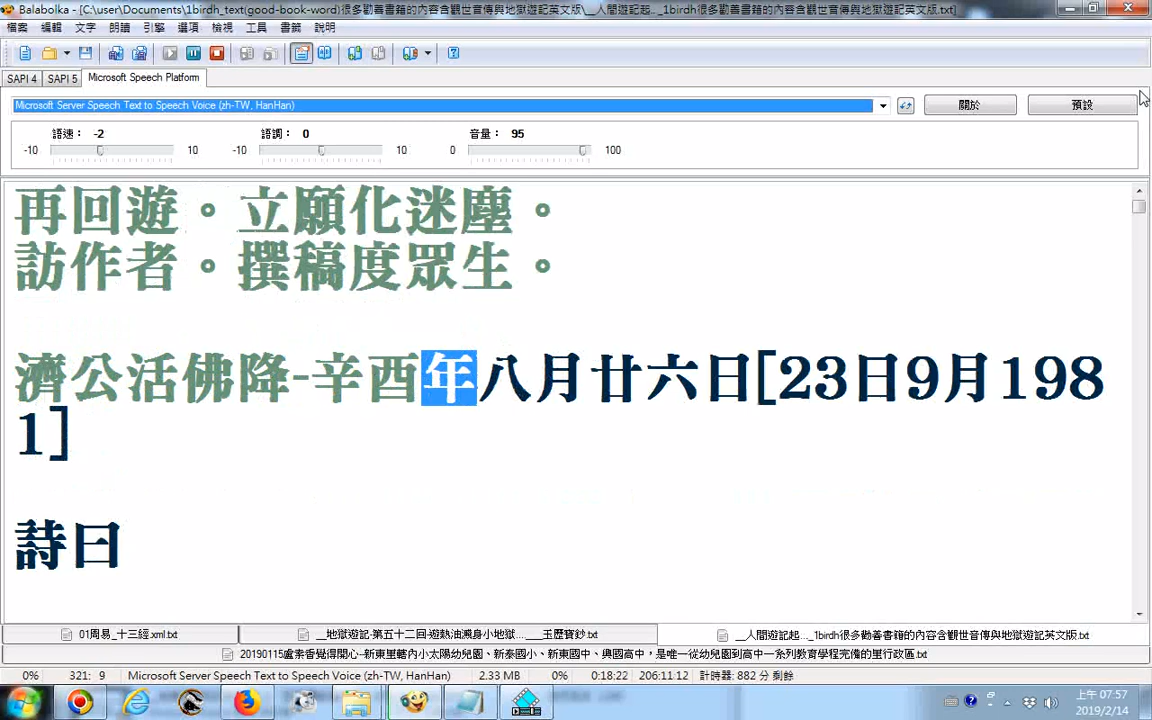 Balabolka - [C:\user\Documents\1birdh_text(good-book-word)很多勸善書籍的內容含觀世音傳與地獄遊記英文版\__人間遊記起..._1birdh很多勸善書籍的內容含觀世音傳與地獄遊記英文版.txt]
檔案 編輯 文字 朗讀 引擎 選項 檢視 工具 書籤 說明
SAPI 4 SAPI 5 Microsoft Speech Platform
Microsoft Server Speech Text to Speech Voice (zh-TW, HanHan) 關於 預設
語速： -2 語調： 0 音量： 95
-10 10 -10 10 0 100
再回遊。立願化迷塵。
訪作者。撰稿度眾生。
濟公活佛降-辛酉年八月廿六日[23日9月198
1]
詩曰
01周易_十三經.xml.txt __地獄遊記-第五十二回-遊熱油濺身小地獄...___玉歷寶鈔.txt __人間遊記起..._1birdh很多勸善書籍的內容含觀世音傳與地獄遊記英文版.txt
20190115盧素香覺得開心-新東里轄內小太陽幼兒園、新泰國小、新東國中、興國高中，是唯一從幼兒園到高中一系列教育學程完備的里行政區.txt
0% 321: 9 Microsoft Server Speech Text to Speech Voice (zh-TW, HanHan) 2.33 MB 0% 0:18:22 206:11:12 計時器: 882 分 剩餘
上午 07:57
2019/2/14